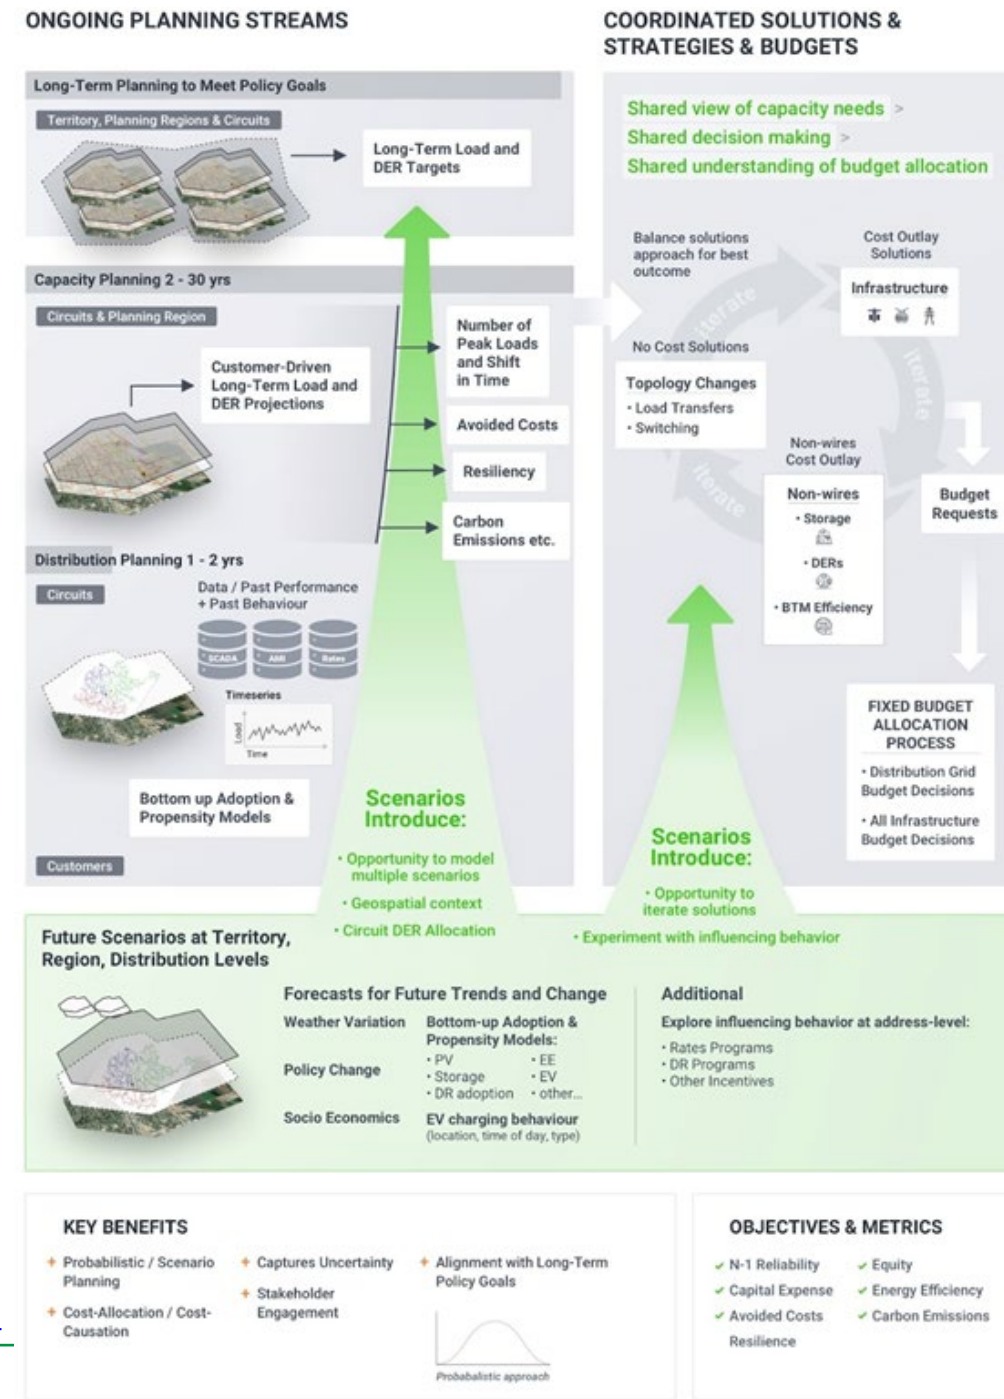 ONGOING PLANNING STREAMS
Long-Term Planning to Meet Policy Goals
Territory, Planning Regions & Circuits
Long-Term Load and
DER Targets
Capacity Planning 2 - 30 yrs
Circuits & Planning Region
Customer-Driven
Long-Term Load and
DER Projections
Number of
Peak Loads
and Shift
in Time
Avoided Costs
Resiliency
Carbon
Emissions etc.
Distribution Planning 1 - 2 yrs
Circuits
Data / Past Performance
+ Past Behaviour
SCADA
AMI
Rates
Timeseries
Load
Time
Bottom up Adoption &
Propensity Models
Customers
Scenarios
Introduce:
• Opportunity to model
multiple scenarios
• Geospatial context
• Circuit DER Allocation
COORDINATED SOLUTIONS &
STRATEGIES & BUDGETS
Shared view of capacity needs >
Shared decision making >
Shared understanding of budget allocation
Balance solutions
approach for best
outcome
Cost Outlay
Solutions
Infrastructure
iterate
iterate
iterate
No Cost Solutions
Topology Changes
• Load Transfers
• Switching
Non-wires
Cost Outlay
Non-wires
• Storage
• DERs
• BTM Efficiency
Budget
Requests
FIXED BUDGET
ALLOCATION
PROCESS
• Distribution Grid
Budget Decisions
• All Infrastructure
Budget Decisions
Scenarios
Introduce:
• Opportunity to
iterate solutions
• Experiment with influencing behavior
Future Scenarios at Territory,
Region, Distribution Levels
Forecasts for Future Trends and Change
Weather Variation
Policy Change
Socio Economics
Bottom-up Adoption &
Propensity Models:
• PV
• Storage
• DR adoption
• EE
• EV
• other...
EV charging behaviour
(location, time of day, type)
Additional
Explore influencing behavior at address-level:
• Rates Programs
• DR Programs
• Other Incentives
KEY BENEFITS
+ Probabilistic / Scenario
Planning
+ Cost-Allocation / Cost-
Causation
+ Captures Uncertainty
+ Stakeholder
Engagement
+ Alignment with Long-Term
Policy Goals
Probabalistic approach
OBJECTIVES & METRICS
✓ N-1 Reliability
✓ Capital Expense
✓ Avoided Costs
Resilience
✓ Equity
✓ Energy Efficiency
✓ Carbon Emissions